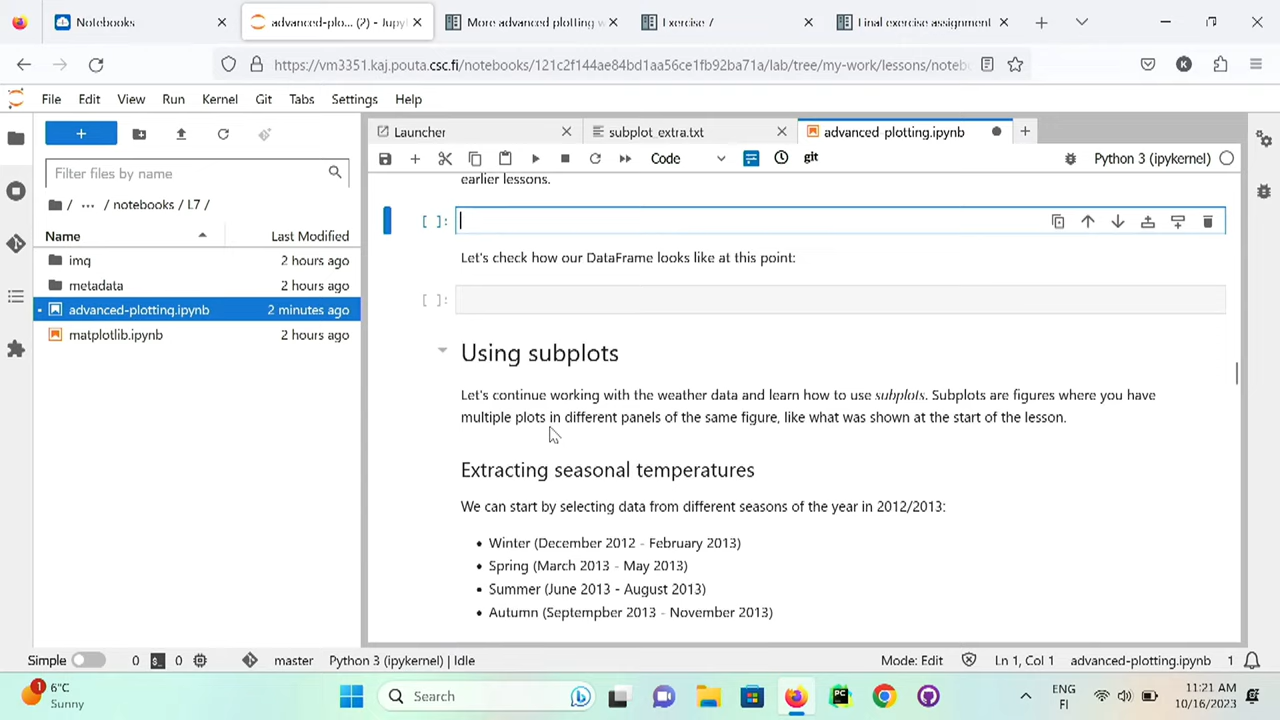 Notebooks
advanced-plo... (2) - Jupyt
More advanced plotting w
Exercise 7
Final exercise assignment
https://vm3351.kaj.pouta.csc.fi/notebooks/121c2f144ae84bd1aa56ce1fb92ba71a/lab/tree/my-work/lessons/noteb
K
File Edit View Run Kernel Git Tabs Settings Help
Launcher
subplot_extra.txt
advanced-plotting.ipynb
Filter files by name
Code
git
Python 3 (ipykernel)
/ ... / notebooks / L7 /
Name Last Modified
img 2 hours ago
metadata 2 hours ago
advanced-plotting.ipynb 2 minutes ago
matplotlib.ipynb 2 hours ago
earlier lessons.
[ ]:
Let's check how our DataFrame looks like at this point:
[ ]:
Using subplots
Let's continue working with the weather data and learn how to use subplots. Subplots are figures where you have
multiple plots in different panels of the same figure, like what was shown at the start of the lesson.
Extracting seasonal temperatures
We can start by selecting data from different seasons of the year in 2012/2013:
• Winter (December 2012 - February 2013)
• Spring (March 2013 - May 2013)
• Summer (June 2013 - August 2013)
• Autumn (Septempber 2013 - November 2013)
Simple 0 0 master Python 3 (ipykernel) | Idle Mode: Edit Ln 1, Col 1 advanced-plotting.ipynb 1
1
6°C
Sunny
Search
PC
ENG
FI
11:21 AM
10/16/2023